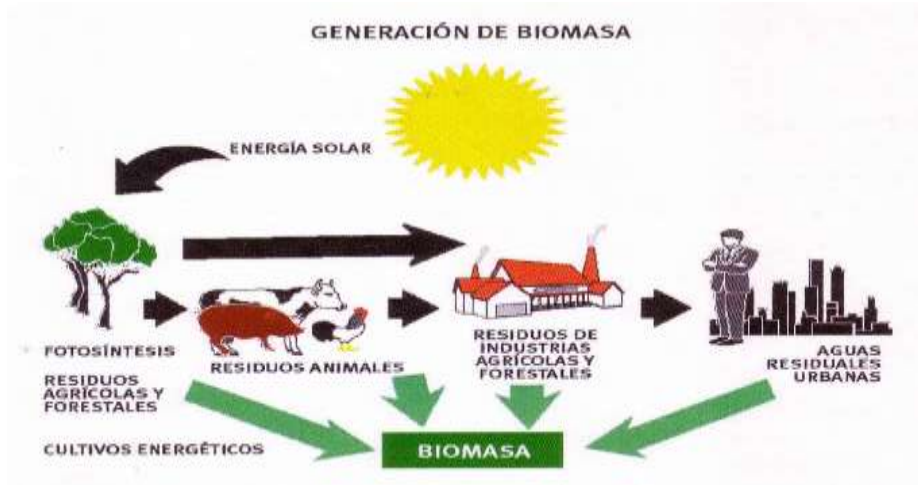 GENERACIÓN DE BIOMASA
ENERGÍA SOLAR
FOTOSÍNTESIS
RESIDUOS
AGRÍCOLAS Y
FORESTALES
CULTIVOS ENERGÉTICOS
RESIDUOS ANIMALES
RESIDUOS DE
INDUSTRIAS
AGRÍCOLAS Y
FORESTALES
AGUAS
RESIDUALES
URBANAS
BIOMASA